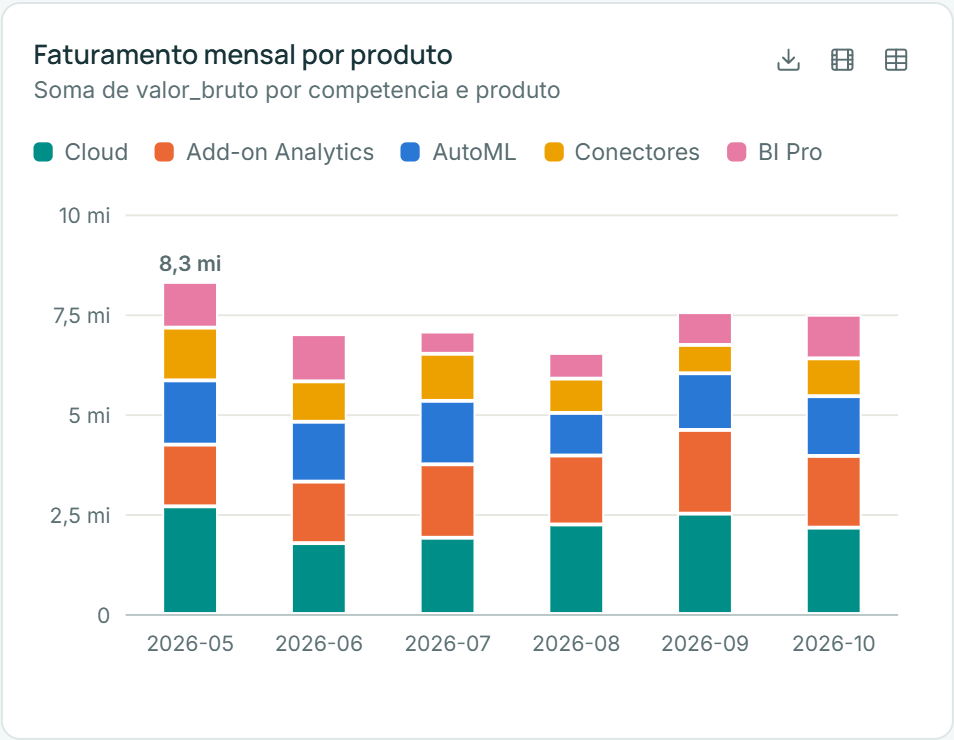 Faturamento mensal por produto
Soma de valor_bruto por competencia e produto
Cloud Add-on Analytics AutoML Conectores BI Pro
10 mi
8,3 mi
7,5 mi
5 mi
2,5 mi
0
2026-05 2026-06 2026-07 2026-08 2026-09 2026-10